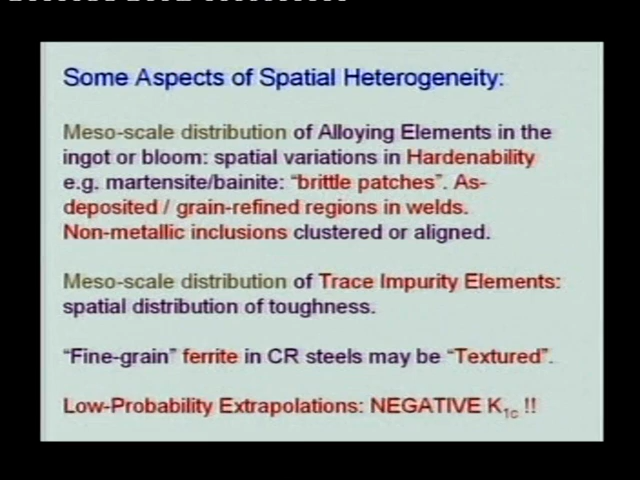 Some Aspects of Spatial Heterogeneity:
Meso-scale distribution of Alloying Elements in the
ingot or bloom: spatial variations in Hardenability
e.g. martensite/bainite: “brittle patches”. As-
deposited / grain-refined regions in welds.
Non-metallic inclusions clustered or aligned.
Meso-scale distribution of Trace Impurity Elements:
spatial distribution of toughness.
“Fine-grain” ferrite in CR steels may be “Textured”.
Low-Probability Extrapolations: NEGATIVE K1c !!